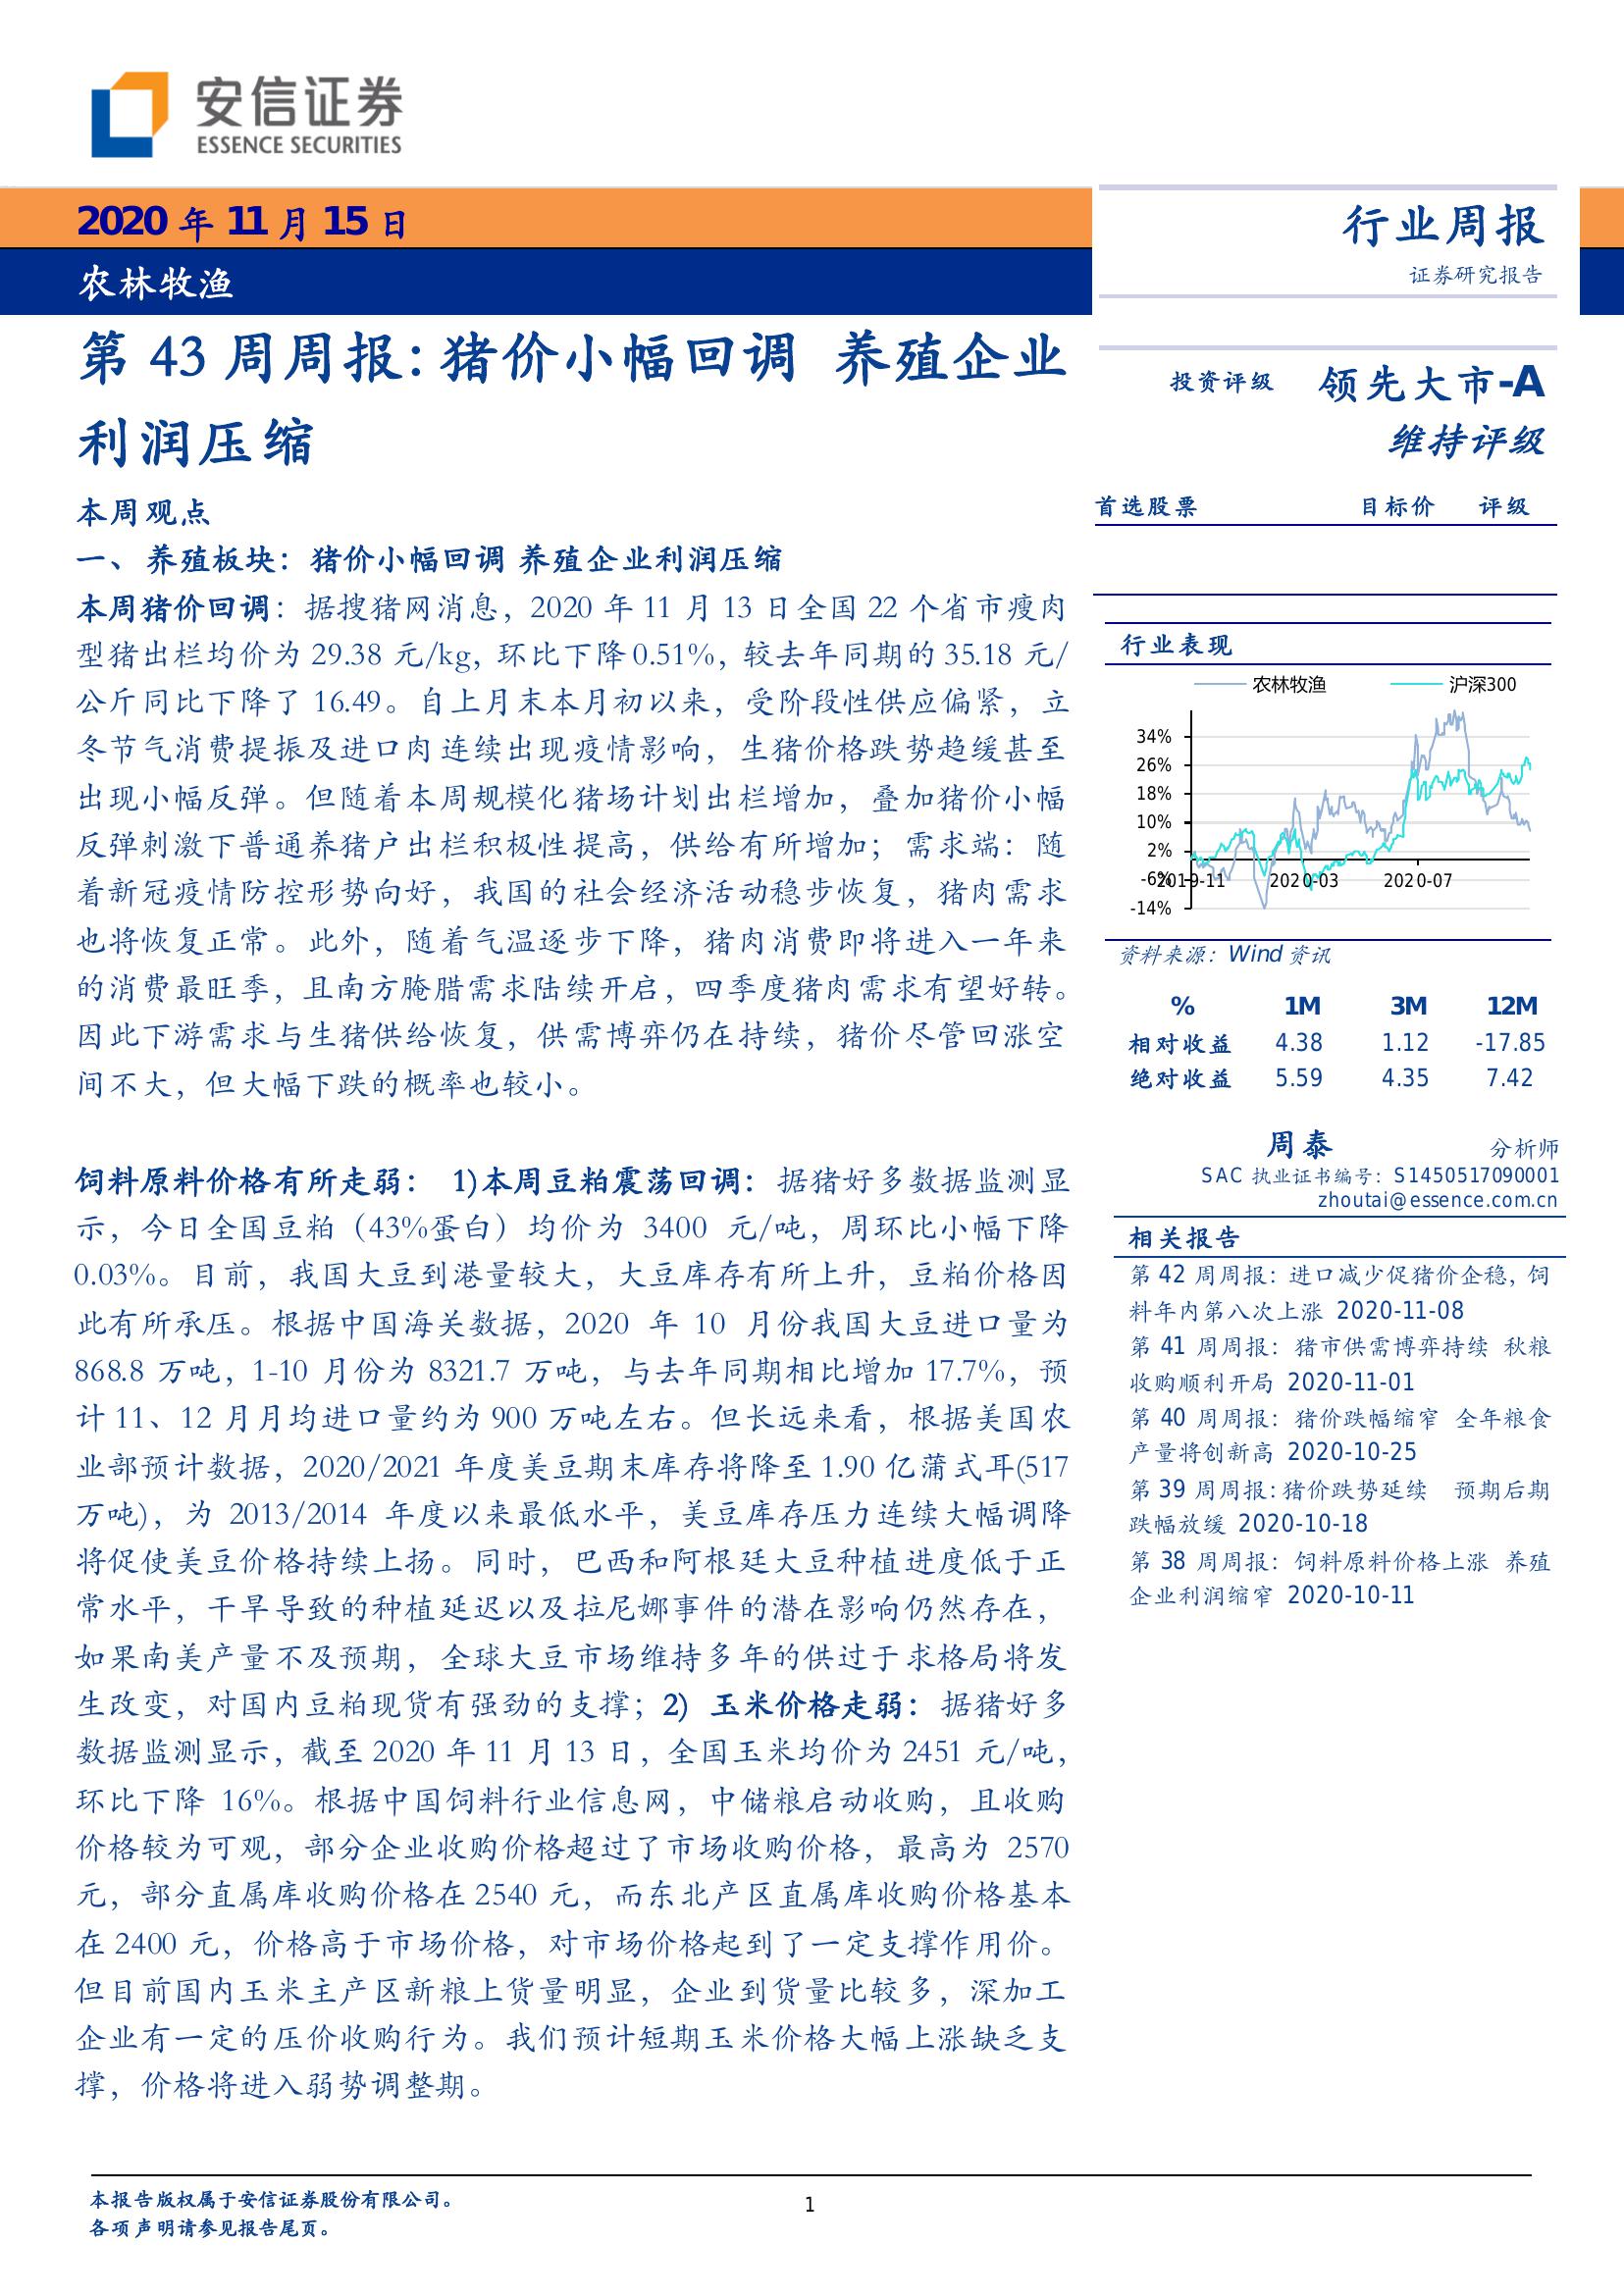 安信证券
ESSENCE SECURITIES
2020 年 11 月 15 日
农林牧渔
行业周报
证券研究报告
第 43 周周报：猪价小幅回调 养殖企业
利润压缩
本周观点
一、 养殖板块：猪价小幅回调 养殖企业利润压缩
本周猪价回调：据搜猪网消息，2020 年 11 月 13 日全国 22 个省市瘦肉
型猪出栏均价为 29.38 元/kg, 环比下降 0.51%, 较去年同期的 35.18 元/
公斤同比下降了 16.49。自上月末本月初以来，受阶段性供应偏紧，立
冬节气消费提振及进口肉连续出现疫情影响，生猪价格跌势趋缓甚至
出现小幅反弹。但随着本周规模化猪场计划出栏增加，叠加猪价小幅
反弹刺激下普通养猪户出栏积极性提高，供给有所增加；需求端：随
着新冠疫情防控形势向好，我国的社会经济活动稳步恢复，猪肉需求
也将恢复正常。此外，随着气温逐步下降，猪肉消费即将进入一年来
的消费最旺季，且南方腌腊需求陆续开启，四季度猪肉需求有望好转。
因此下游需求与生猪供给恢复，供需博弈仍在持续，猪价尽管回涨空
间不大，但大幅下跌的概率也较小。
饲料原料价格有所走弱： 1)本周豆粕震荡回调：据猪好多数据监测显
示，今日全国豆粕（43%蛋白）均价为 3400 元/吨，周环比小幅下降
0.03%。目前，我国大豆到港量较大，大豆库存有所上升，豆粕价格因
此有所承压。根据中国海关数据，2020 年 10 月份我国大豆进口量为
868.8 万吨，1-10 月份为 8321.7 万吨，与去年同期相比增加 17.7%，预
计 11、12 月月均进口量约为 900 万吨左右。但长远来看，根据美国农
业部预计数据，2020/2021 年度美豆期末库存将降至 1.90 亿蒲式耳(517
万吨)，为 2013/2014 年度以来最低水平，美豆库存压力连续大幅调降
将促使美豆价格持续上扬。同时，巴西和阿根廷大豆种植进度低于正
常水平，干旱导致的种植延迟以及拉尼娜事件的潜在影响仍然存在，
如果南美产量不及预期，全球大豆市场维持多年的供过于求格局将发
生改变，对国内豆粕现货有强劲的支撑；2) 玉米价格走弱：据猪好多
数据监测显示，截至 2020 年 11 月 13 日，全国玉米均价为 2451 元/吨，
环比下降 16%。根据中国饲料行业信息网，中储粮启动收购，且收购
价格较为可观，部分企业收购价格超过了市场收购价格，最高为 2570
元，部分直属库收购价格在 2540 元，而东北产区直属库收购价格基本
在 2400 元，价格高于市场价格，对市场价格起到了一定支撑作用价。
但目前国内玉米主产区新粮上货量明显，企业到货量比较多，深加工
企业有一定的压价收购行为。我们预计短期玉米价格大幅上涨缺乏支
撑，价格将进入弱势调整期。
投资评级 领先大市-A
维持评级
首选股票 目标价 评级
行业表现
农林牧渔 沪深300
34%
26%
18%
10%
2%
-6%
-14%
2019-11 2020-03 2020-07
资料来源：Wind 资讯
% 1M 3M 12M
相对收益 4.38 1.12 -17.85
绝对收益 5.59 4.35 7.42
周泰 分析师
SAC 执业证书编号：S1450517090001
zhoutai@essence.com.cn
相关报告
第 42 周周报：进口减少促猪价企稳，饲
料年内第八次上涨 2020-11-08
第 41 周周报：猪市供需博弈持续 秋粮
收购顺利开局 2020-11-01
第 40 周周报：猪价跌幅缩窄 全年粮食
产量将创新高 2020-10-25
第 39 周周报：猪价跌势延续 预期后期
跌幅放缓 2020-10-18
第 38 周周报：饲料原料价格上涨 养殖
企业利润缩窄 2020-10-11
本报告版权属于安信证券股份有限公司。
各项声明请参见报告尾页。
1